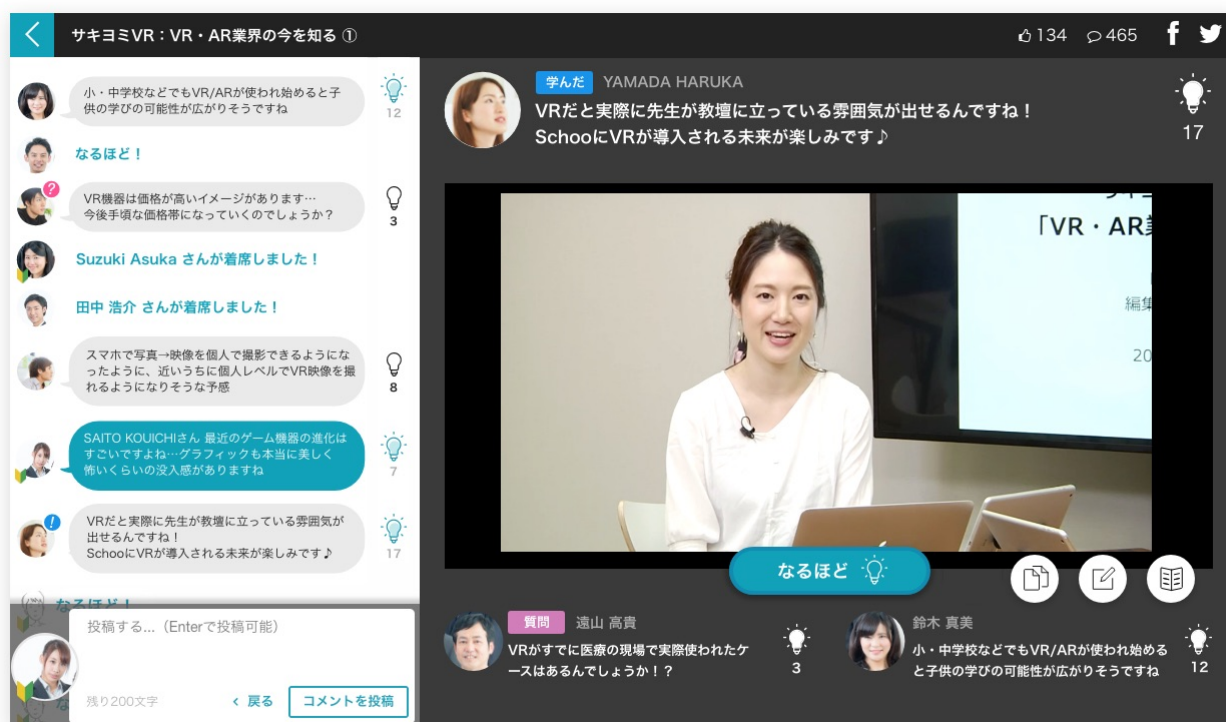 サキヨミVR：VR・AR業界の今を知る ①
134
465
小・中学校などでもVR/ARが使われ始めると子
供の学びの可能性が広がりそうですね
12
なるほど！
?
VR機器は価格が高いイメージがあります…
今後手頃な価格帯になっていくのでしょうか？
3
Suzuki Asuka さんが着席しました！
田中 浩介 さんが着席しました！
スマホで写真→映像を個人で撮影できるようにな
ったように、近いうちに個人レベルでVR映像を撮
れるようになりそうな予感
8
SAITO KOUICHIさん 最近のゲーム機器の進化は
すごいですよね…グラフィックも本当に美しく
怖いくらいの没入感がありますね
7
!
VRだと実際に先生が教壇に立っている雰囲気が
出せるんですね！
SchooにVRが導入される未来が楽しみです♪
17
なるほど！
投稿する...（Enterで投稿可能）
残り200文字
< 戻る
コメントを投稿
学んだ YAMADA HARUKA
VRだと実際に先生が教壇に立っている雰囲気が出せるんですね！
SchooにVRが導入される未来が楽しみです♪
17
「VR・AR業
編集
20
なるほど
質問 遠山 高貴
VRがすでに医療の現場で実際使われたケ
ースはあるんでしょうか！？
3
鈴木 真美
小・中学校などでもVR/ARが使われ始める
と子供の学びの可能性が広がりそうですね
12